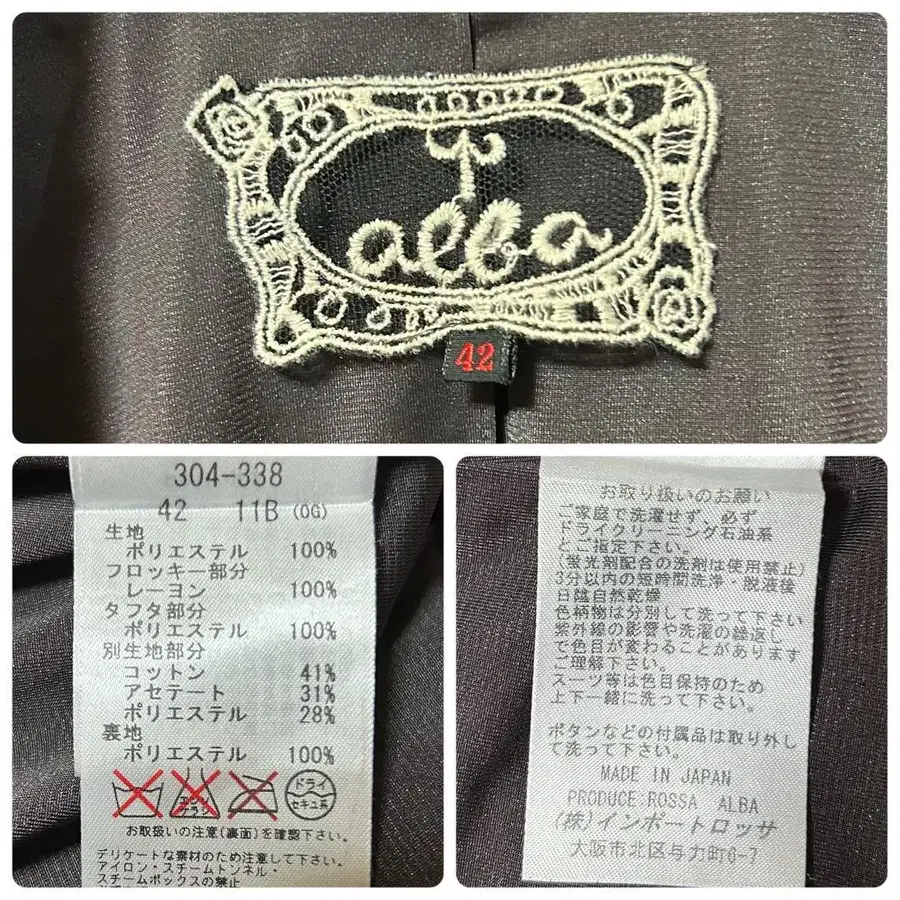 alba
42
304-338
42 11B (OG)
生地
ポリエステル 100%
フロッキー部分
レーヨン 100%
タフタ部分
ポリエステル 100%
別生地部分
コットン 41%
アセテート 31%
ポリエステル 28%
裏地
ポリエステル 100%
エンソ
サラシ
ドライ
セキユ系
お取扱いの注意(裏面)を確認下さい。
デリケートな素材のため注意して下さい。
アイロン・スチームトンネル・
スチームボックスの禁止
お取り扱いのお願い
ご家庭で洗濯せず、必ず
ドライクリーニング石油系
とご指定下さい。
(蛍光剤配合の洗剤は使用禁止)
3分以内の短時間洗浄・脱液後
日陰自然乾燥
色柄物は分別して洗って下さい
紫外線の影響や洗濯の繰返し
で色目が変わることがあります
ご理解下さい。
スーツ等は色目保持のため
上下一緒に洗って下さい。
ボタンなどの付属品は取り外し
て洗って下さい。
MADE IN JAPAN
PRODUCE:ROSSA ALBA
(株)インポートロッサ
大阪市北区与力町6-7